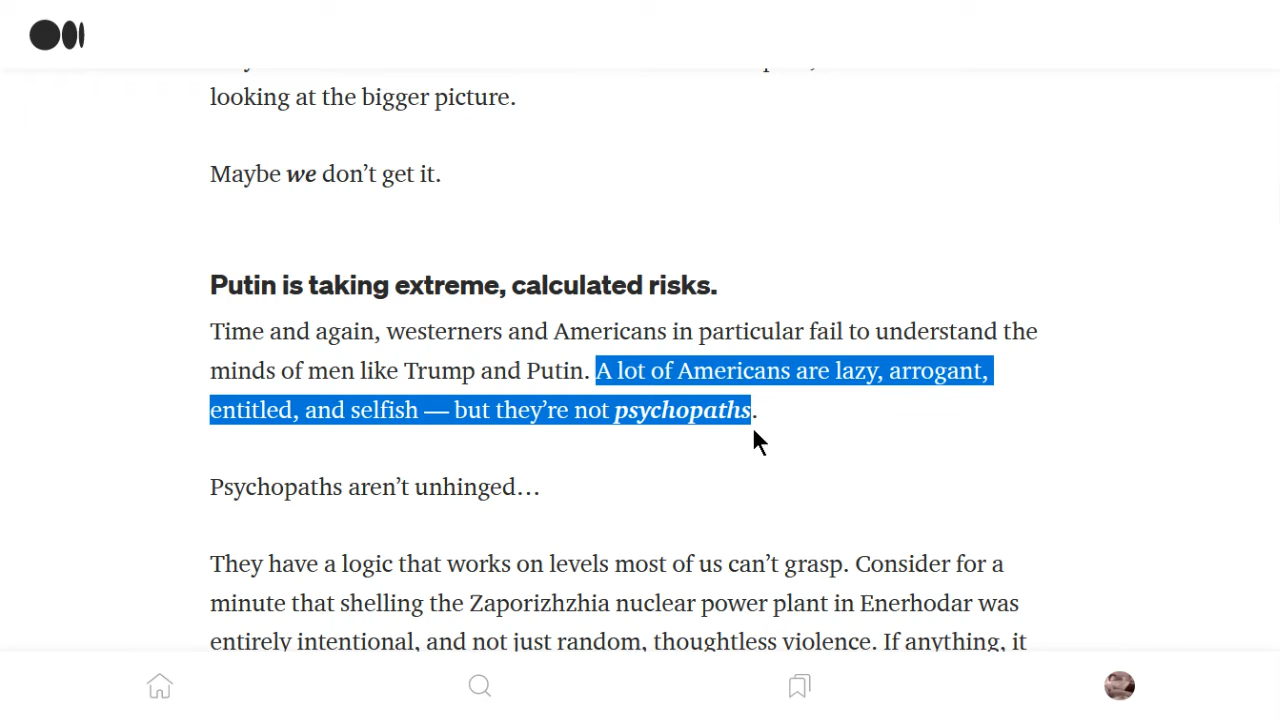 looking at the bigger picture.
Maybe we don’t get it.
Putin is taking extreme, calculated risks.
Time and again, westerners and Americans in particular fail to understand the
minds of men like Trump and Putin. A lot of Americans are lazy, arrogant,
entitled, and selfish — but they’re not psychopaths.
Psychopaths aren’t unhinged…
They have a logic that works on levels most of us can’t grasp. Consider for a
minute that shelling the Zaporizhzhia nuclear power plant in Enerhodar was
entirely intentional, and not just random, thoughtless violence. If anything, it